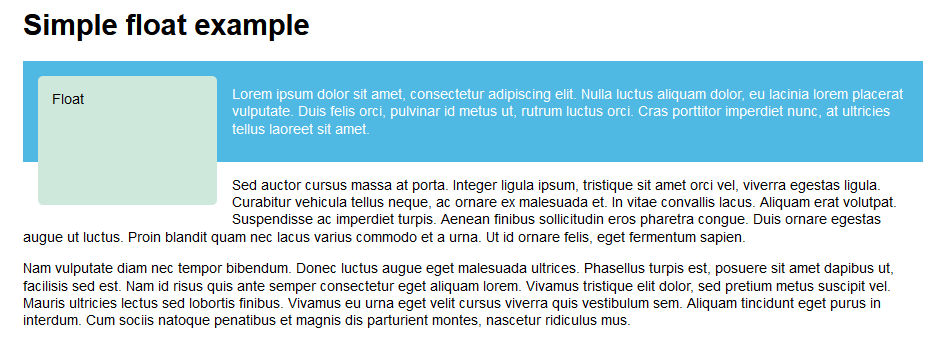 Simple float example
Float
Lorem ipsum dolor sit amet, consectetur adipiscing elit. Nulla luctus aliquam dolor, eu lacinia lorem placerat
vulputate. Duis felis orci, pulvinar id metus ut, rutrum luctus orci. Cras porttitor imperdiet nunc, at ultricies
tellus laoreet sit amet.
Sed auctor cursus massa at porta. Integer ligula ipsum, tristique sit amet orci vel, viverra egestas ligula.
Curabitur vehicula tellus neque, ac ornare ex malesuada et. In vitae convallis lacus. Aliquam erat volutpat.
Suspendisse ac imperdiet turpis. Aenean finibus sollicitudin eros pharetra congue. Duis ornare egestas
augue ut luctus. Proin blandit quam nec lacus varius commodo et a urna. Ut id ornare felis, eget fermentum sapien.
Nam vulputate diam nec tempor bibendum. Donec luctus augue eget malesuada ultrices. Phasellus turpis est, posuere sit amet dapibus ut,
facilisis sed est. Nam id risus quis ante semper consectetur eget aliquam lorem. Vivamus tristique elit dolor, sed pretium metus suscipit vel.
Mauris ultricies lectus sed lobortis finibus. Vivamus eu urna eget velit cursus viverra quis vestibulum sem. Aliquam tincidunt eget purus in
interdum. Cum sociis natoque penatibus et magnis dis parturient montes, nascetur ridiculus mus.